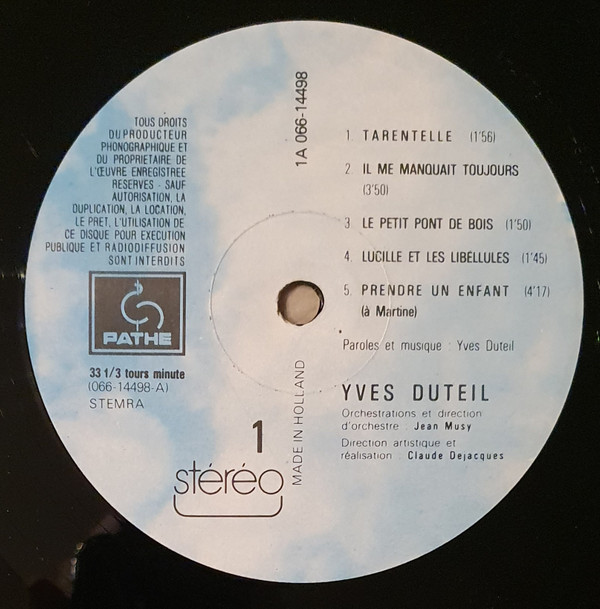 TOUS DROITS
DU PRODUCTEUR
PHONOGRAPHIQUE ET
DU PROPRIETAIRE DE
L'ŒUVRE ENREGISTREE
RESERVES - SAUF
AUTORISATION, LA
DUPLICATION, LA LOCATION,
LE PRET, L'UTILISATION DE
CE DISQUE POUR EXECUTION
PUBLIQUE ET RADIODIFFUSION
SONT INTERDITS
PATHE
33 1/3 tours minute
(066-14498-A)
STEMRA
1
stéréo
1A 066-14498
MADE IN HOLLAND
1. TARENTELLE (1'56)
2. IL ME MANQUAIT TOUJOURS
(3'50)
3. LE PETIT PONT DE BOIS (1'50)
4. LUCILLE ET LES LIBELLULES (1'45)
5. PRENDRE UN ENFANT (4'17)
(à Martine)
Paroles et musique : Yves Duteil
YVES DUTEIL
Orchestrations et direction
d'orchestre : Jean Musy
Direction artistique et
réalisation : Claude Dejacques